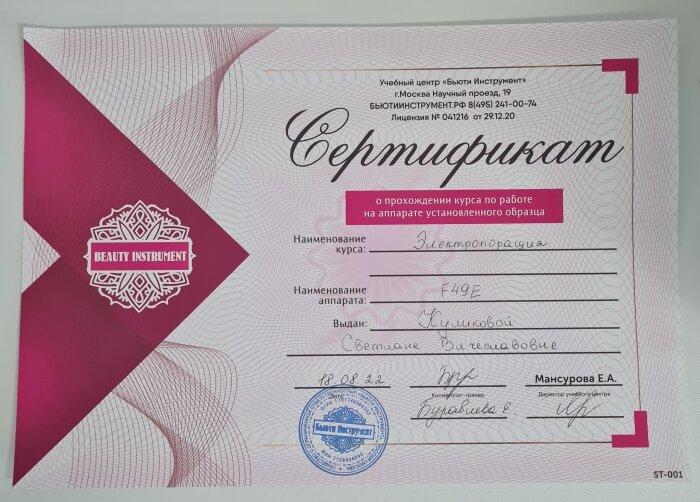 Учебный центр «Бьюти Инструмент»
г.Москва Научный проезд, 19
БЬЮТИИНСТРУМЕНТ.РФ 8(495) 241-00-74
Лицензия № 041216 от 29.12.20
Сертификат
о прохождении курса по работе
на аппарате установленного образца
BEAUTY INSTRUMENT
Наименование
курса: Электропорация
Наименование
аппарата: F49E
Выдан: Куликовой
Светлане Вячеславовне
18 08 22
Мансурова Е.А.
Косметолог-тренер
Директор учебного центра
Бьюти Инструмент
ST-001